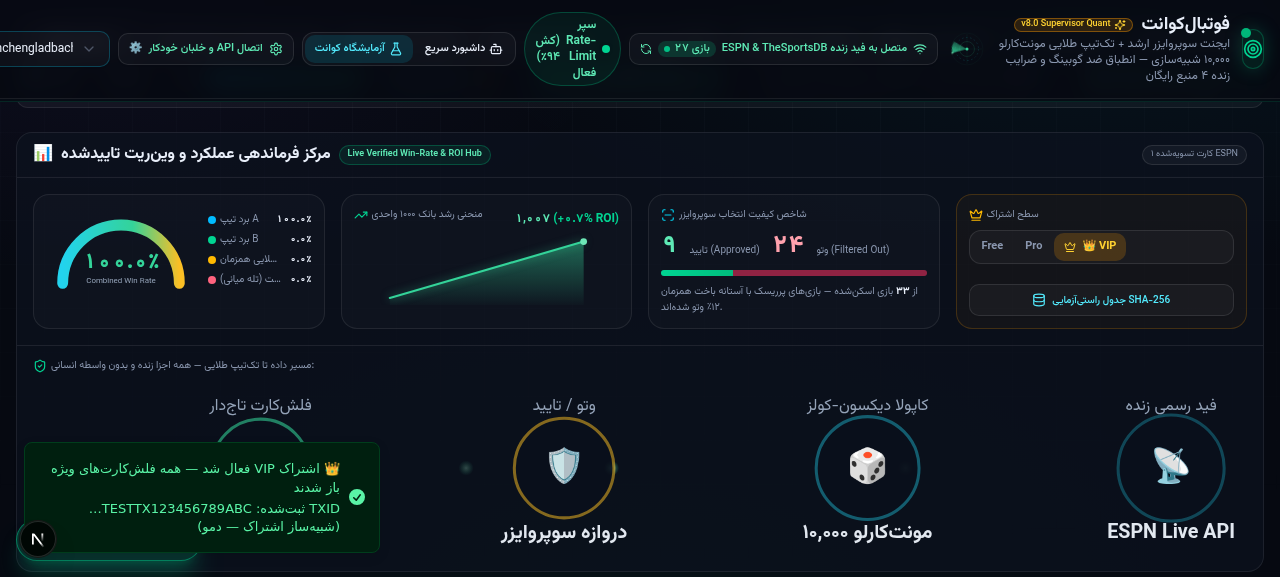 فوتبال‌کوانت
v8.0 Supervisor Quant
ایجنت سوپروایزر ارشد + تک‌تیپ طلایی مونت‌کارلو
۱۰,۰۰۰ شبیه‌سازی — انطباق ضد گوبینگ و ضرایب
زنده ۴ منبع رایگان
متصل به فید زنده ESPN & TheSportsDB
۲۷ بازی
سپر
Rate-
Limit
فعال
(کش
۹۴٪)
داشبورد سریع
آزمایشگاه کوانت
اتصال API و خلبان خودکار ⚙️
nchengladbach
📊 مرکز فرماندهی عملکرد و وین‌ریت تاییدشده
Live Verified Win-Rate & ROI Hub
۱ کارت تسویه‌شده ESPN
سطح اشتراک
Free
Pro
👑 VIP
جدول راستی‌آزمایی SHA-256
شاخص کیفیت انتخاب سوپروایزر
۹ تایید (Approved)
۲۴ وتو (Filtered Out)
از ۳۳ بازی اسکن‌شده — بازی‌های پرریسک با آستانه باخت همزمان
۱۲٪ وتو شده‌اند.
منحنی رشد بانک ۱۰۰۰ واحدی
۱,۰۰۷ (+۰.۷% ROI)
برد تیپ A ۱۰۰.۰٪
برد تیپ B ۰.۰٪
…لایی همزمان ۰.۰٪
…ت (تله میانی) ۰.۰٪
۱۰۰.۰٪
Combined Win Rate
مسیر داده تا تک‌تیپ طلایی — همه اجزا زنده و بدون واسطه انسانی:
فید رسمی زنده
ESPN Live API
کاپولا دیکسون-کولز
مونت‌کارلو ۱۰,۰۰۰
وتو / تایید
دروازه سوپروایزر
فلش‌کارت تاج‌دار
👑 اشتراک VIP فعال شد — همه فلش‌کارت‌های ویژه
باز شدند
TXID ثبت‌شده: TESTTX123456789ABC…
(شبیه‌ساز اشتراک — دمو)
N